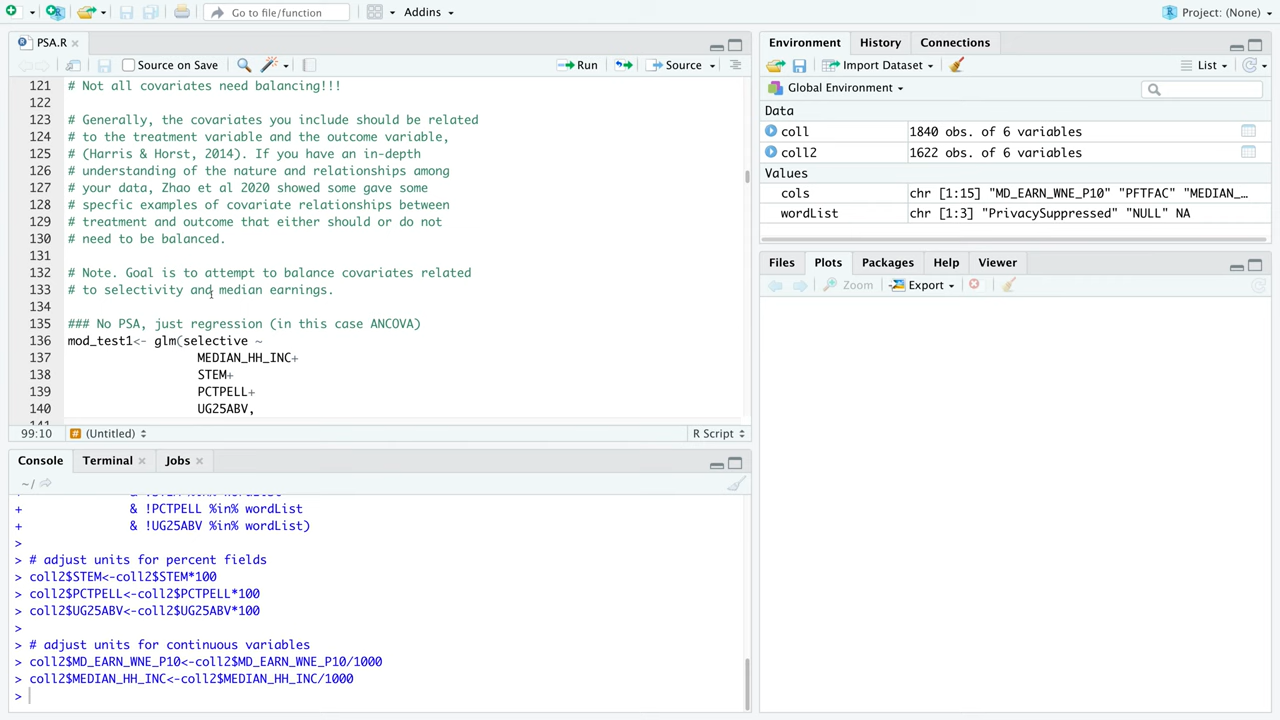 Go to file/function
Addins
Project: (None)
PSA.R
Source on Save
Run
Source
121 # Not all covariates need balancing!!!
122
123 # Generally, the covariates you include should be related
124 # to the treatment variable and the outcome variable,
125 # (Harris & Horst, 2014). If you have an in-depth
126 # understanding of the nature and relationships among
127 # your data, Zhao et al 2020 showed some gave some
128 # specfic examples of covariate relationships between
129 # treatment and outcome that either should or do not
130 # need to be balanced.
131
132 # Note. Goal is to attempt to balance covariates related
133 # to selectivity and median earnings.
134
135 ### No PSA, just regression (in this case ANCOVA)
136 mod_test1<- glm(selective ~
137 MEDIAN_HH_INC+
138 STEM+
139 PCTPELL+
140 UG25ABV,
99:10 # (Untitled) R Script
Console Terminal Jobs
~/
+ & !PCTPELL %in% wordList
+ & !UG25ABV %in% wordList)
>
> # adjust units for percent fields
> coll2$STEM<-coll2$STEM*100
> coll2$PCTPELL<-coll2$PCTPELL*100
> coll2$UG25ABV<-coll2$UG25ABV*100
>
> # adjust units for continuous variables
> coll2$MD_EARN_WNE_P10<-coll2$MD_EARN_WNE_P10/1000
> coll2$MEDIAN_HH_INC<-coll2$MEDIAN_HH_INC/1000
>
Environment History Connections
Import Dataset List
Global Environment
Data
coll 1840 obs. of 6 variables
coll2 1622 obs. of 6 variables
Values
cols chr [1:15] "MD_EARN_WNE_P10" "PFTFAC" "MEDIAN_…
wordList chr [1:3] "PrivacySuppressed" "NULL" NA
Files Plots Packages Help Viewer
Zoom Export